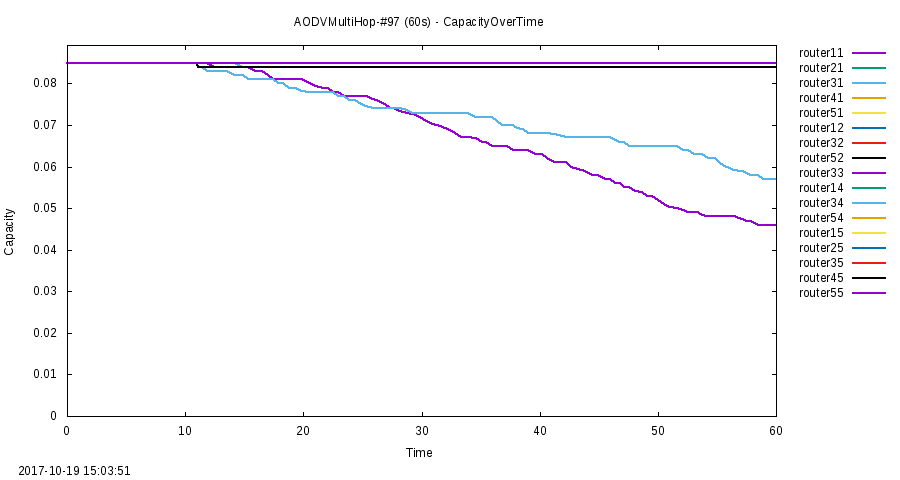 AODVMultiHop-#97 (60s) - CapacityOverTime
router11
router21
router31
router41
router51
router12
router32
router52
router33
router14
router34
router54
router15
router25
router35
router45
router55
Capacity
0.08
0.07
0.06
0.05
0.04
0.03
0.02
0.01
0
0 10 20 30 40 50 60
Time
2017-10-19 15:03:51